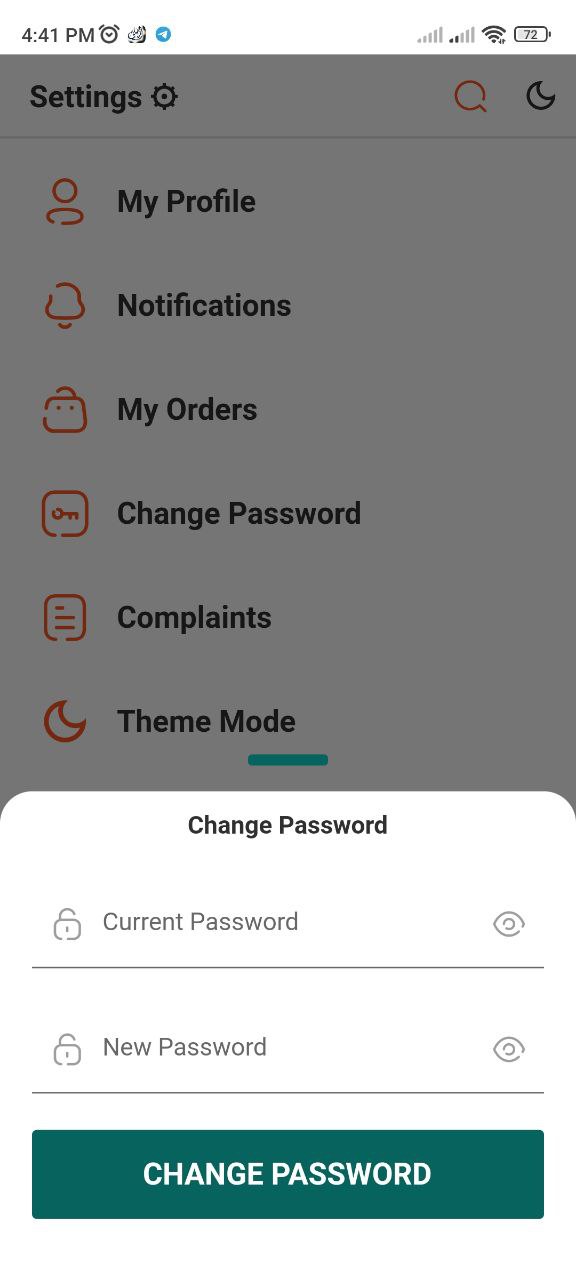 4:41 PM
72
Settings
My Profile
Notifications
My Orders
Change Password
Complaints
Theme Mode
Change Password
Current Password
New Password
CHANGE PASSWORD